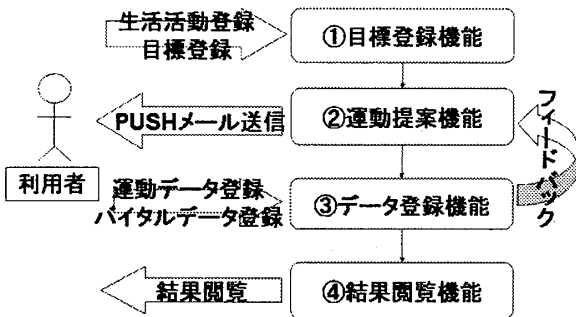 生活活動登録
目標登録
①目標登録機能
PUSHメール送信
②運動提案機能
フィードバック
利用者
運動データ登録
バイタルデータ登録
③データ登録機能
結果閲覧
④結果閲覧機能